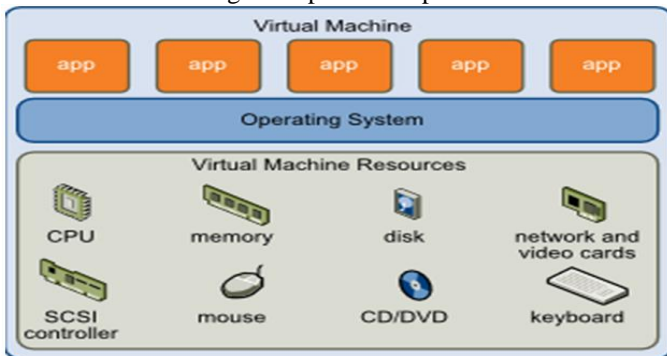 Virtual Machine
app app app app app
Operating System
Virtual Machine Resources
CPU memory disk network and
video cards
SCSI mouse CD/DVD keyboard
controller